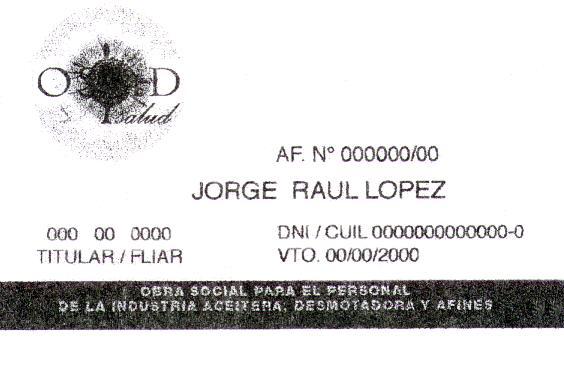 salud
AF. N° 000000/00
JORGE RAUL LOPEZ
000 00 0000
DNI / CUIL 0000000000000-0
TITULAR / FLIAR
VTO. 00/00/2000
OBRA SOCIAL PARA EL PERSONAL
DE LA INDUSTRIA ACEITERA, DESMOTADORA Y AFINES